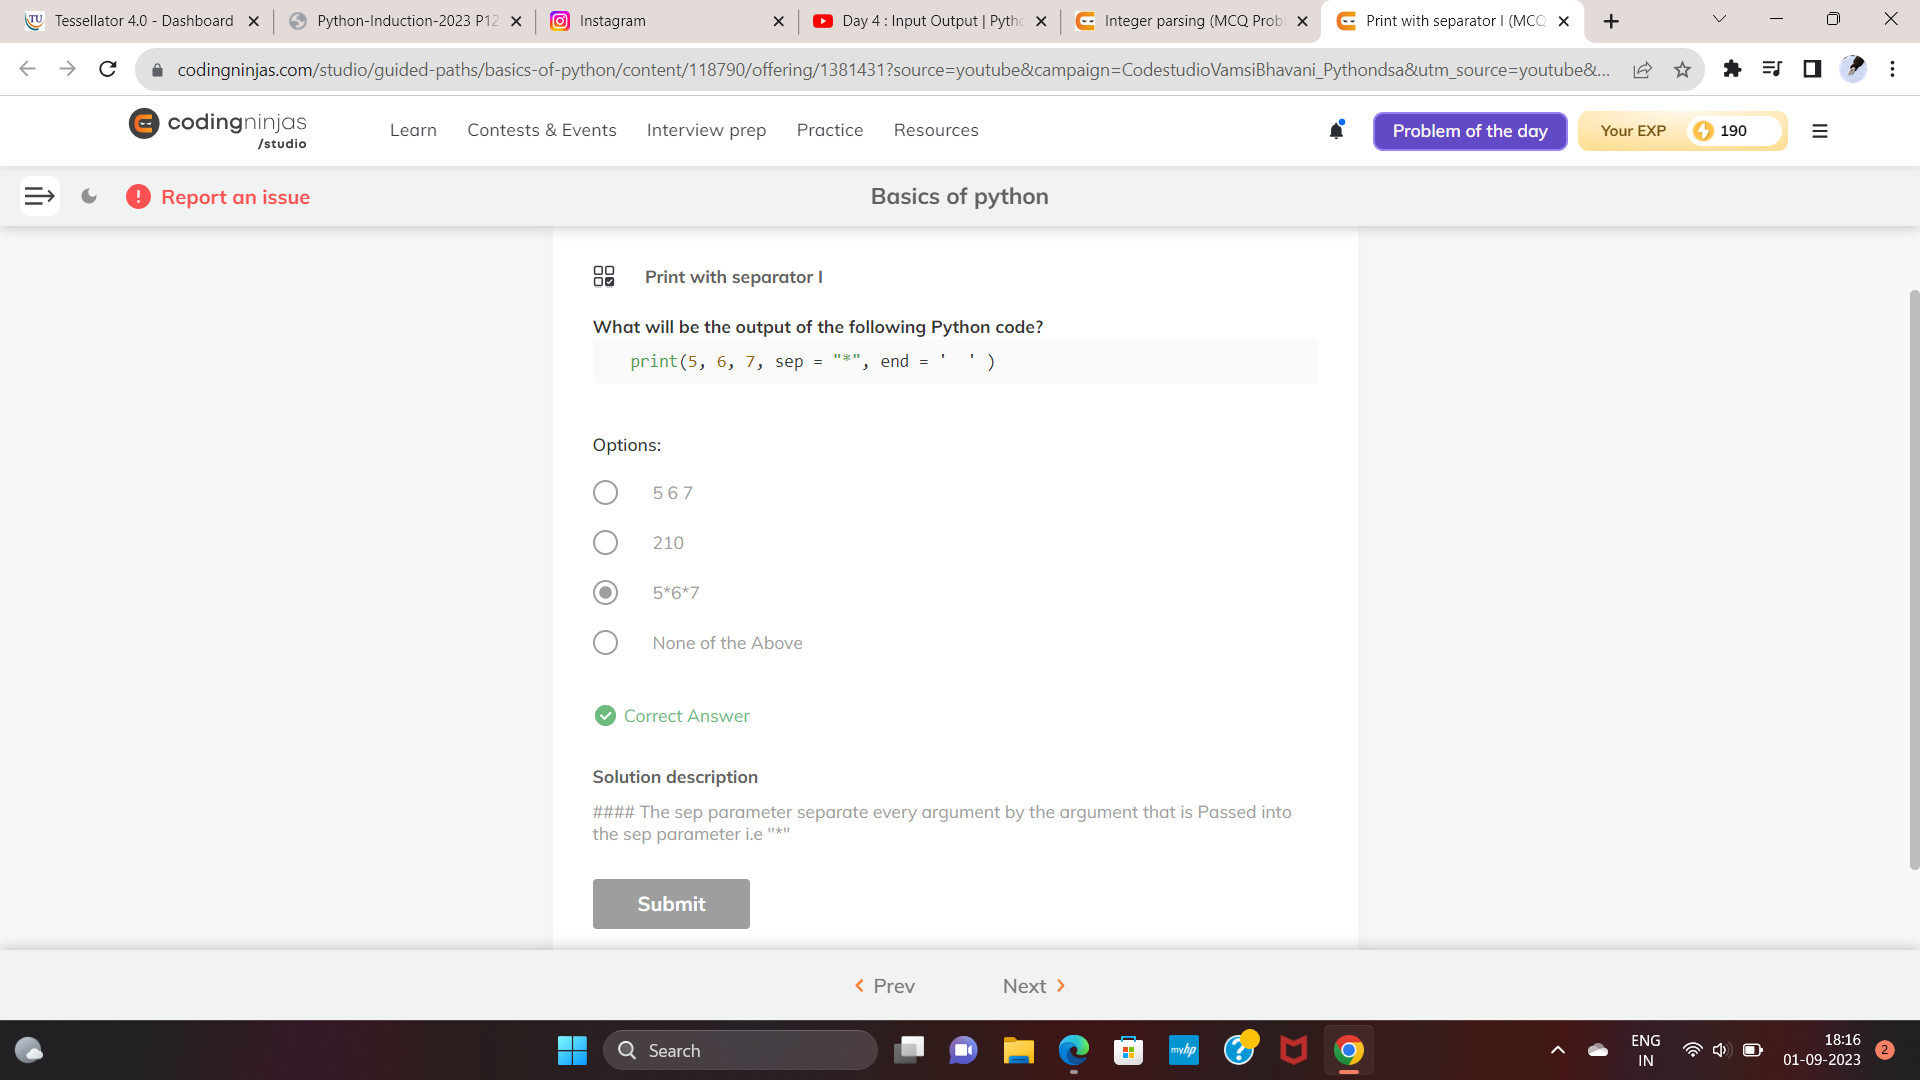 Tessellator 4.0 - Dashboard
Python-Induction-2023 P12
Instagram
Day 4 : Input Output | Pytho
Integer parsing (MCQ Prob
Print with separator I (MCQ
codingninjas.com/studio/guided-paths/basics-of-python/content/118790/offering/1381431?source=youtube&campaign=CodestudioVamsiBhavani_Pythondsa&utm_source=youtube&...
codingninjas
/studio
Learn
Contests & Events
Interview prep
Practice
Resources
Problem of the day
Your EXP
190
Report an issue
Basics of python
Print with separator I
What will be the output of the following Python code?
print(5, 6, 7, sep = "*", end = '  ' )
Options:
5 6 7
210
5*6*7
None of the Above
Correct Answer
Solution description
#### The sep parameter separate every argument by the argument that is Passed into
the sep parameter i.e "*"
Submit
Prev
Next
Search
myhp
ENG
IN
18:16
01-09-2023
2